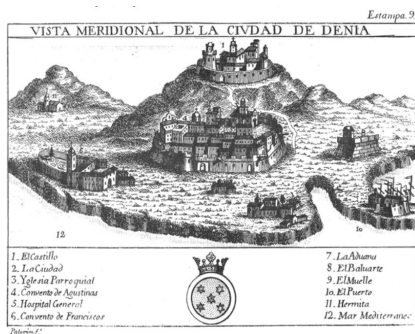 Estampa. 9
VISTA MERIDIONAL DE LA CIVDAD DE DENIA
1
12
10
1. El Castillo
2. La Ciudad
3. Yglesia Parroquial
4. Convento de Agustinas
5. Hospital General
6. Convento de Franciscos
7. La Aduana
8. El Baluarte
9. El Muelle
10. El Puerto
11. Hermita
12. Mar Mediterraneo